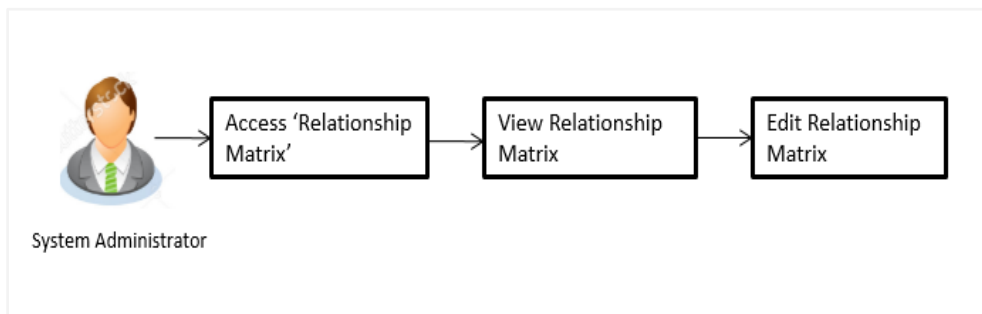 Access ‘Relationship
Matrix’
View Relationship
Matrix
Edit Relationship
Matrix
System Administrator